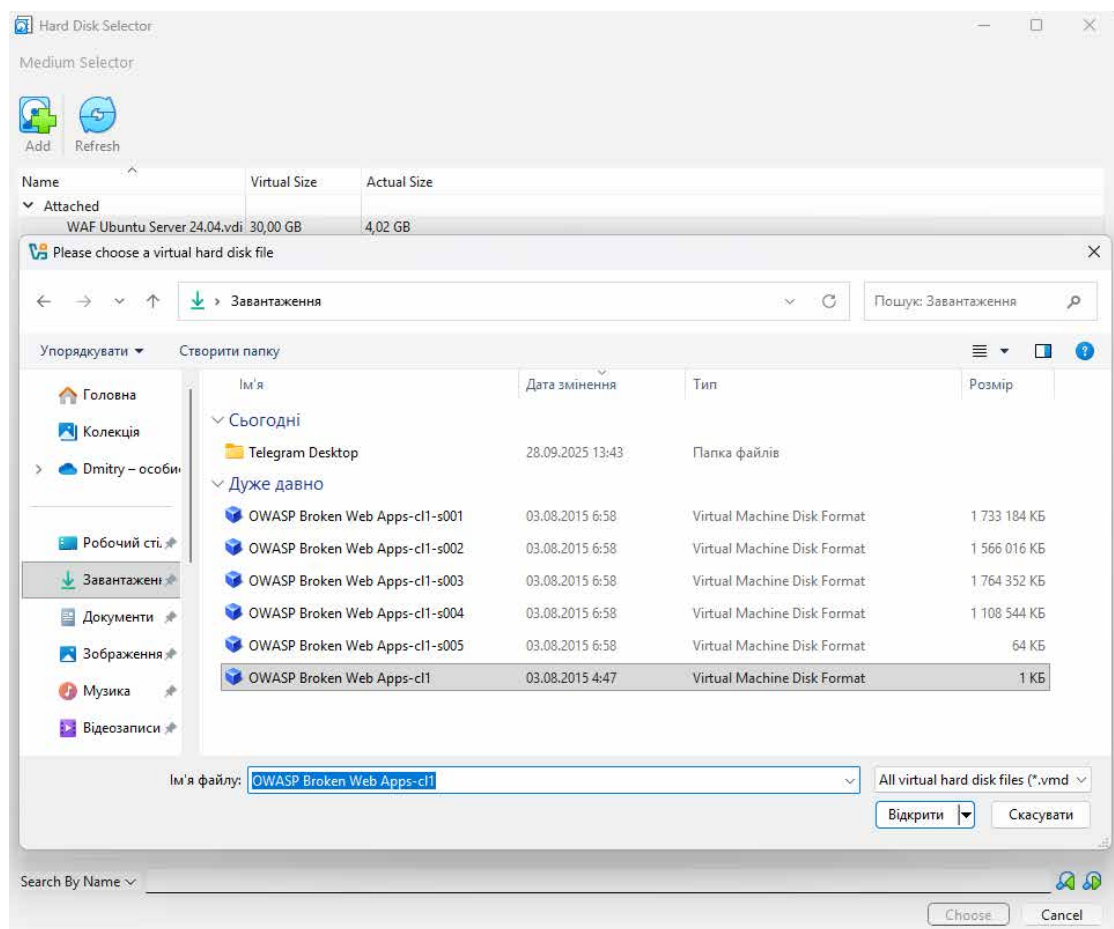 Hard Disk Selector
Medium Selector
Add Refresh
Name Virtual Size Actual Size
Attached
WAF Ubuntu Server 24.04.vdi 30,00 GB 4,02 GB
Please choose a virtual hard disk file
Завантаження Пошук: Завантаження
Упорядкувати Створити папку
Ім'я Дата змінення Тип Розмір
Головна
Колекція
Dmitry – особи
Робочий сті.
Завантажені
Документи
Зображення
Музика
Відеозаписи
Сьогодні
Telegram Desktop 28.09.2025 13:43 Папка файлів
Дуже давно
OWASP Broken Web Apps-cl1-s001 03.08.2015 6:58 Virtual Machine Disk Format 1 733 184 КБ
OWASP Broken Web Apps-cl1-s002 03.08.2015 6:58 Virtual Machine Disk Format 1 566 016 КБ
OWASP Broken Web Apps-cl1-s003 03.08.2015 6:58 Virtual Machine Disk Format 1 764 352 КБ
OWASP Broken Web Apps-cl1-s004 03.08.2015 6:58 Virtual Machine Disk Format 1 108 544 КБ
OWASP Broken Web Apps-cl1-s005 03.08.2015 6:58 Virtual Machine Disk Format 64 КБ
OWASP Broken Web Apps-cl1 03.08.2015 4:47 Virtual Machine Disk Format 1 КБ
Ім'я файлу: OWASP Broken Web Apps-cl1 All virtual hard disk files (*.vmd
Відкрити Скасувати
Search By Name
Choose Cancel